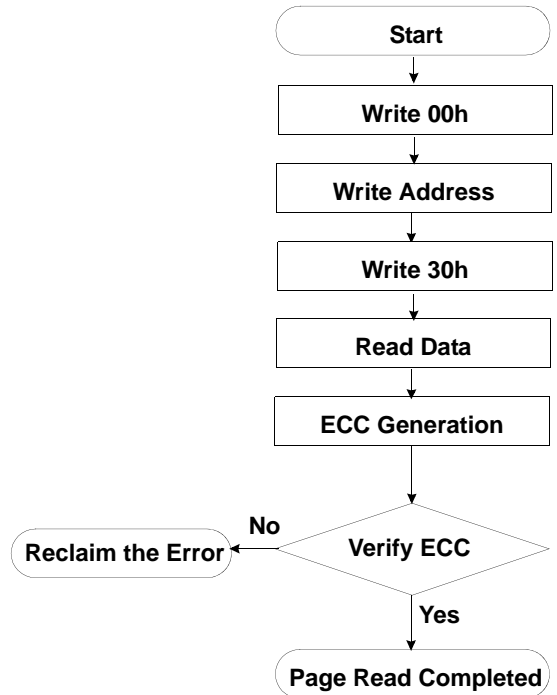 Start
Write 00h
Write Address
Write 30h
Read Data
ECC Generation
No
Reclaim the Error
Verify ECC
Yes
Page Read Completed